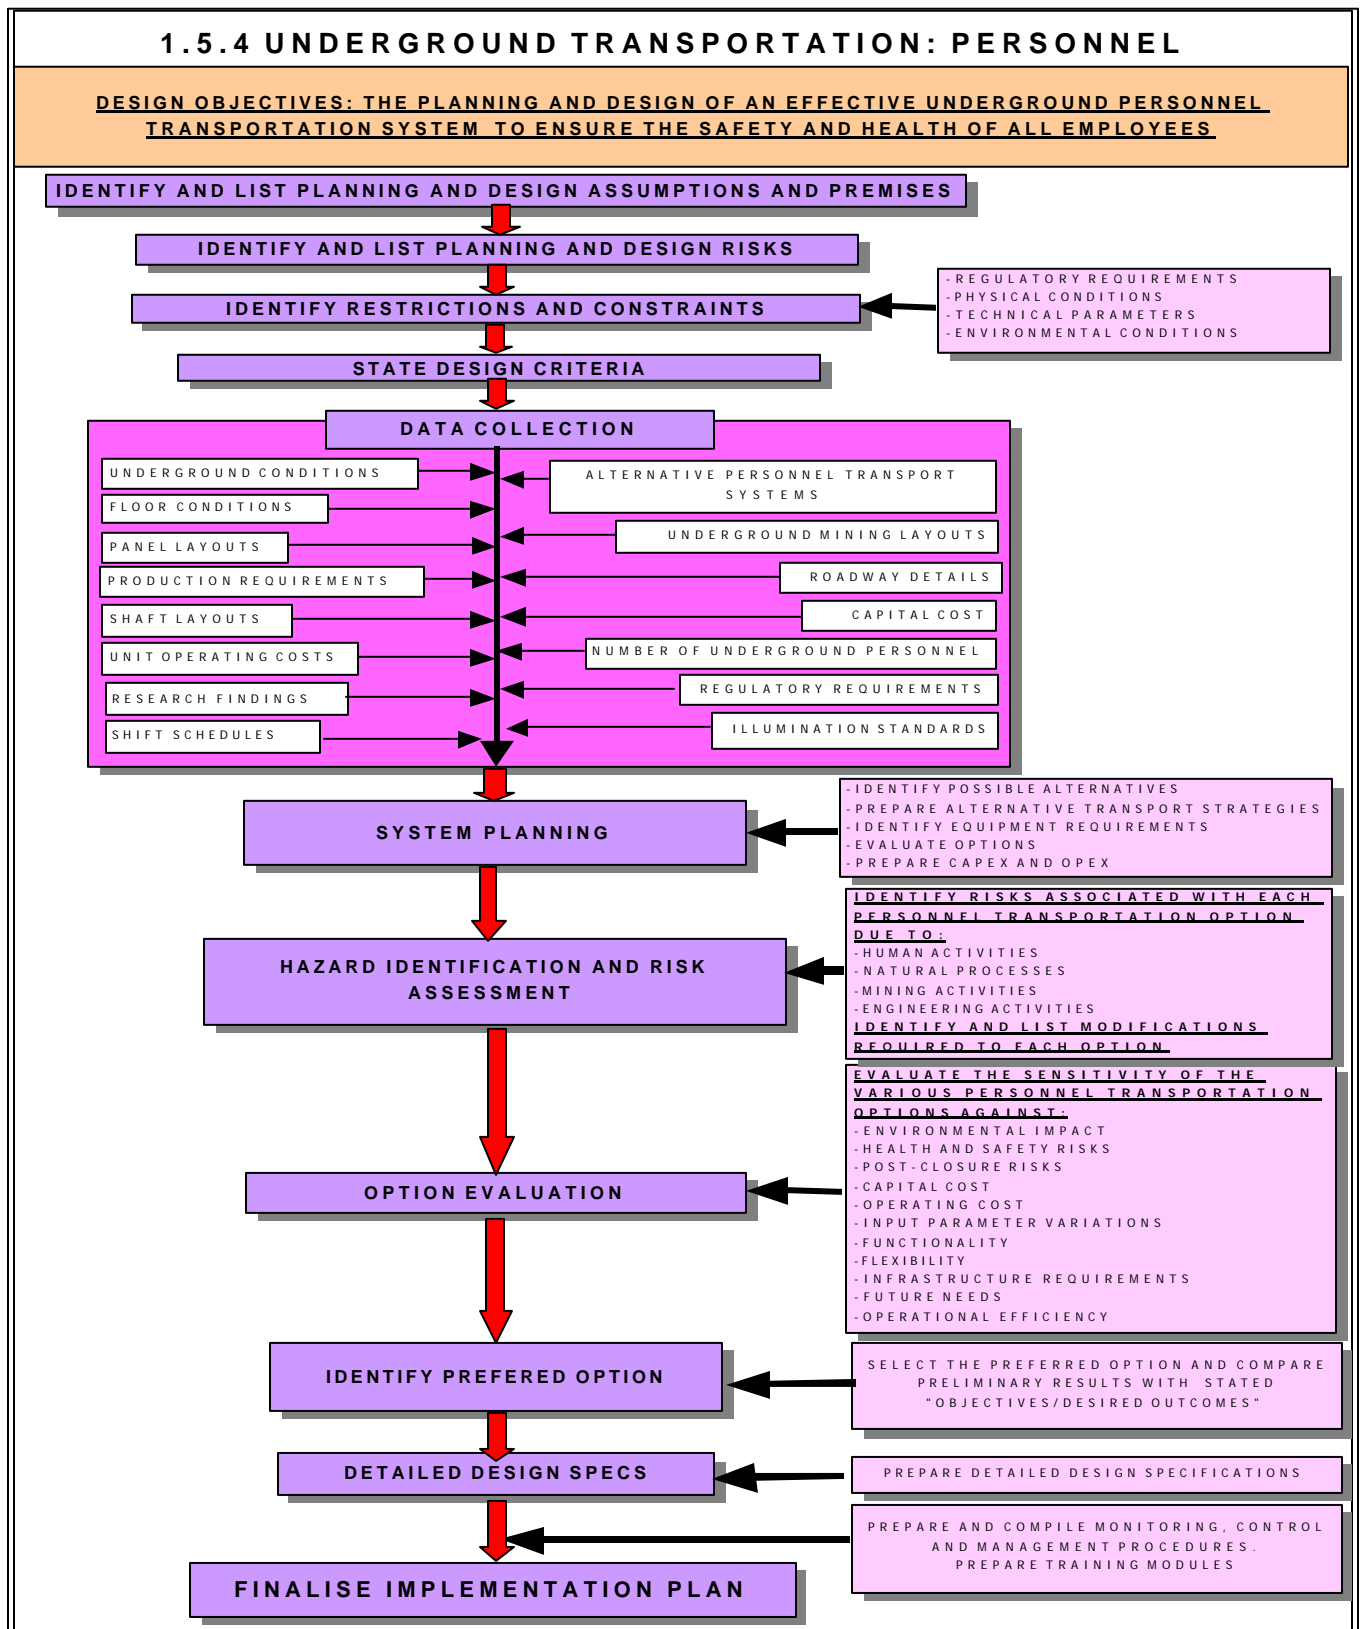 1.5.4 UNDERGROUND TRANSPORTATION: PERSONNEL
DESIGN OBJECTIVES: THE PLANNING AND DESIGN OF AN EFFECTIVE UNDERGROUND PERSONNEL
TRANSPORTATION SYSTEM TO ENSURE THE SAFETY AND HEALTH OF ALL EMPLOYEES
IDENTIFY AND LIST PLANNING AND DESIGN ASSUMPTIONS AND PREMISES
IDENTIFY AND LIST PLANNING AND DESIGN RISKS
IDENTIFY RESTRICTIONS AND CONSTRAINTS
-REGULATORY REQUIREMENTS
-PHYSICAL CONDITIONS
-TECHNICAL PARAMETERS
-ENVIRONMENTAL CONDITIONS
STATE DESIGN CRITERIA
DATA COLLECTION
UNDERGROUND CONDITIONS
FLOOR CONDITIONS
PANEL LAYOUTS
PRODUCTION REQUIREMENTS
SHAFT LAYOUTS
UNIT OPERATING COSTS
RESEARCH FINDINGS
SHIFT SCHEDULES
ALTERNATIVE PERSONNEL TRANSPORT
SYSTEMS
UNDERGROUND MINING LAYOUTS
ROADWAY DETAILS
CAPITAL COST
NUMBER OF UNDERGROUND PERSONNEL
REGULATORY REQUIREMENTS
ILLUMINATION STANDARDS
SYSTEM PLANNING
-IDENTIFY POSSIBLE ALTERNATIVES
-PREPARE ALTERNATIVE TRANSPORT STRATEGIES
-IDENTIFY EQUIPMENT REQUIREMENTS
-EVALUATE OPTIONS
-PREPARE CAPEX AND OPEX
HAZARD IDENTIFICATION AND RISK
ASSESSMENT
IDENTIFY RISKS ASSOCIATED WITH EACH
PERSONNEL TRANSPORTATION OPTION
DUE TO:
-HUMAN ACTIVITIES
-NATURAL PROCESSES
-MINING ACTIVITIES
-ENGINEERING ACTIVITIES
IDENTIFY AND LIST MODIFICATIONS
REQUIRED TO EACH OPTION
OPTION EVALUATION
EVALUATE THE SENSITIVITY OF THE
VARIOUS PERSONNEL TRANSPORTATION
OPTIONS AGAINST:
-ENVIRONMENTAL IMPACT
-HEALTH AND SAFETY RISKS
-POST-CLOSURE RISKS
-CAPITAL COST
-OPERATING COST
-INPUT PARAMETER VARIATIONS
-FUNCTIONALITY
-FLEXIBILITY
-INFRASTRUCTURE REQUIREMENTS
-FUTURE NEEDS
-OPERATIONAL EFFICIENCY
IDENTIFY PREFERED OPTION
SELECT THE PREFERRED OPTION AND COMPARE
PRELIMINARY RESULTS WITH STATED
"OBJECTIVES/DESIRED OUTCOMES"
DETAILED DESIGN SPECS
PREPARE DETAILED DESIGN SPECIFICATIONS
PREPARE AND COMPILE MONITORING, CONTROL
AND MANAGEMENT PROCEDURES.
PREPARE TRAINING MODULES
FINALISE IMPLEMENTATION PLAN